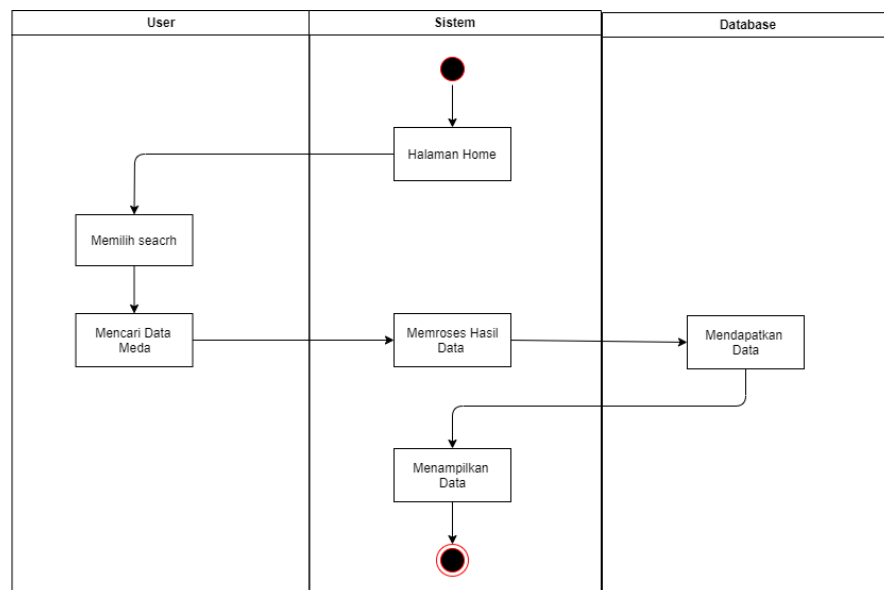 User
Sistem
Database
Halaman Home
Memilih seacrh
Mencari Data
Meda
Memroses Hasil
Data
Mendapatkan
Data
Menampilkan
Data